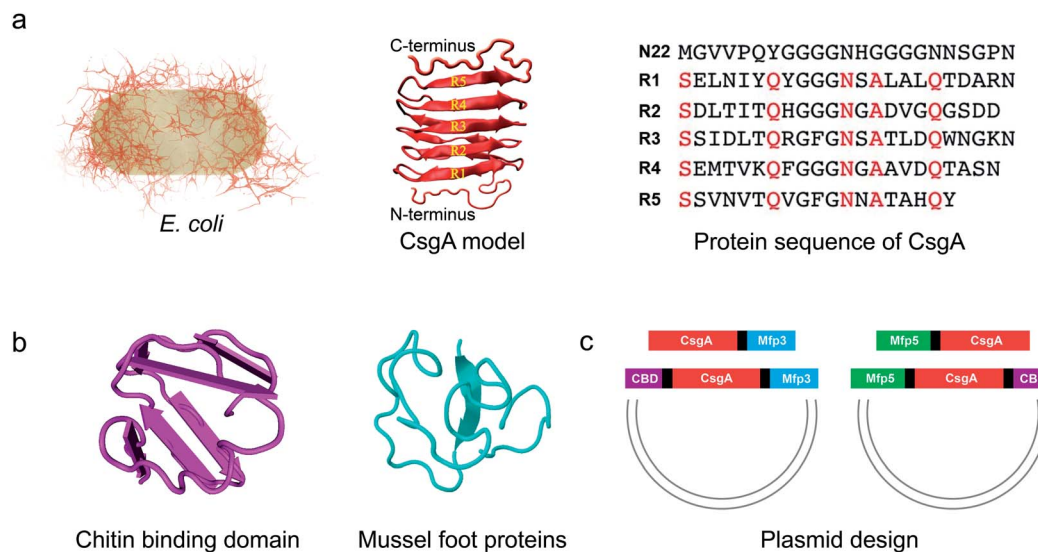 a
E. coli
C-terminus
R5
R4
R3
R2
R1
N-terminus
CsgA model
N22 MGVVPQYGGGGNHGGGGNNSGPN
R1 SELNIYQYGGGNSALALQTDARN
R2 SDLTITQHGGGNGADVGQGSDD
R3 SSIDLTQRGFGNSATLDQWNGKN
R4 SEMTVKQFGGGNGAAVDQTASN
R5 SSVNVTQVGFGNNATAHQY
Protein sequence of CsgA
b
Chitin binding domain
Mussel foot proteins
c
CsgA Mfp3
Mfp5 CsgA
CBD CsgA Mfp3
Mfp5 CsgA CB
Plasmid design